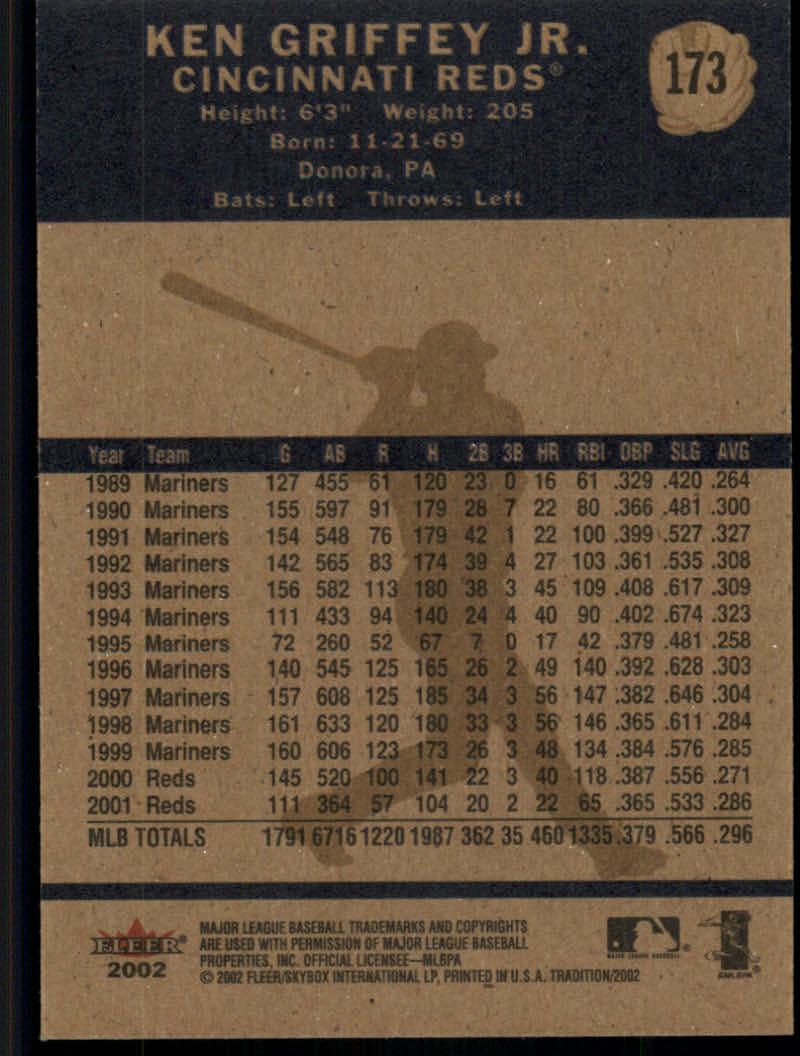 KEN GRIFFEY JR.
CINCINNATI REDS®
173
Height: 6'3" Weight: 205
Born: 11-21-69
Donora, PA
Bats: Left Throws: Left
Year Team G AB R H 2B 3B HR RBI OBP SLG AVG
1989 Mariners 127 455 61 120 23 0 16 61 .329 .420 .264
1990 Mariners 155 597 91 179 28 7 22 80 .366 .481 .300
1991 Mariners 154 548 76 179 42 1 22 100 .399 .527 .327
1992 Mariners 142 565 83 174 39 4 27 103 .361 .535 .308
1993 Mariners 156 582 113 180 38 3 45 109 .408 .617 .309
1994 Mariners 111 433 94 140 24 4 40 90 .402 .674 .323
1995 Mariners 72 260 52 67 7 0 17 42 .379 .481 .258
1996 Mariners 140 545 125 165 26 2 49 140 .392 .628 .303
1997 Mariners 157 608 125 185 34 3 56 147 .382 .646 .304
1998 Mariners 161 633 120 180 33 3 56 146 .365 .611 .284
1999 Mariners 160 606 123 173 26 3 48 134 .384 .576 .285
2000 Reds 145 520 100 141 22 3 40 118 .387 .556 .271
2001 Reds 111 364 57 104 20 2 22 65 .365 .533 .286
MLB TOTALS 1791 6716 1220 1987 362 35 460 1335 .379 .566 .296
FLEER®
2002
MAJOR LEAGUE BASEBALL TRADEMARKS AND COPYRIGHTS
ARE USED WITH PERMISSION OF MAJOR LEAGUE BASEBALL
PROPERTIES, INC. OFFICIAL LICENSEE—MLBPA
© 2002 FLEER/SKYBOX INTERNATIONAL LP, PRINTED IN U.S.A. TRADITION/2002
MAJOR LEAGUE BASEBALL